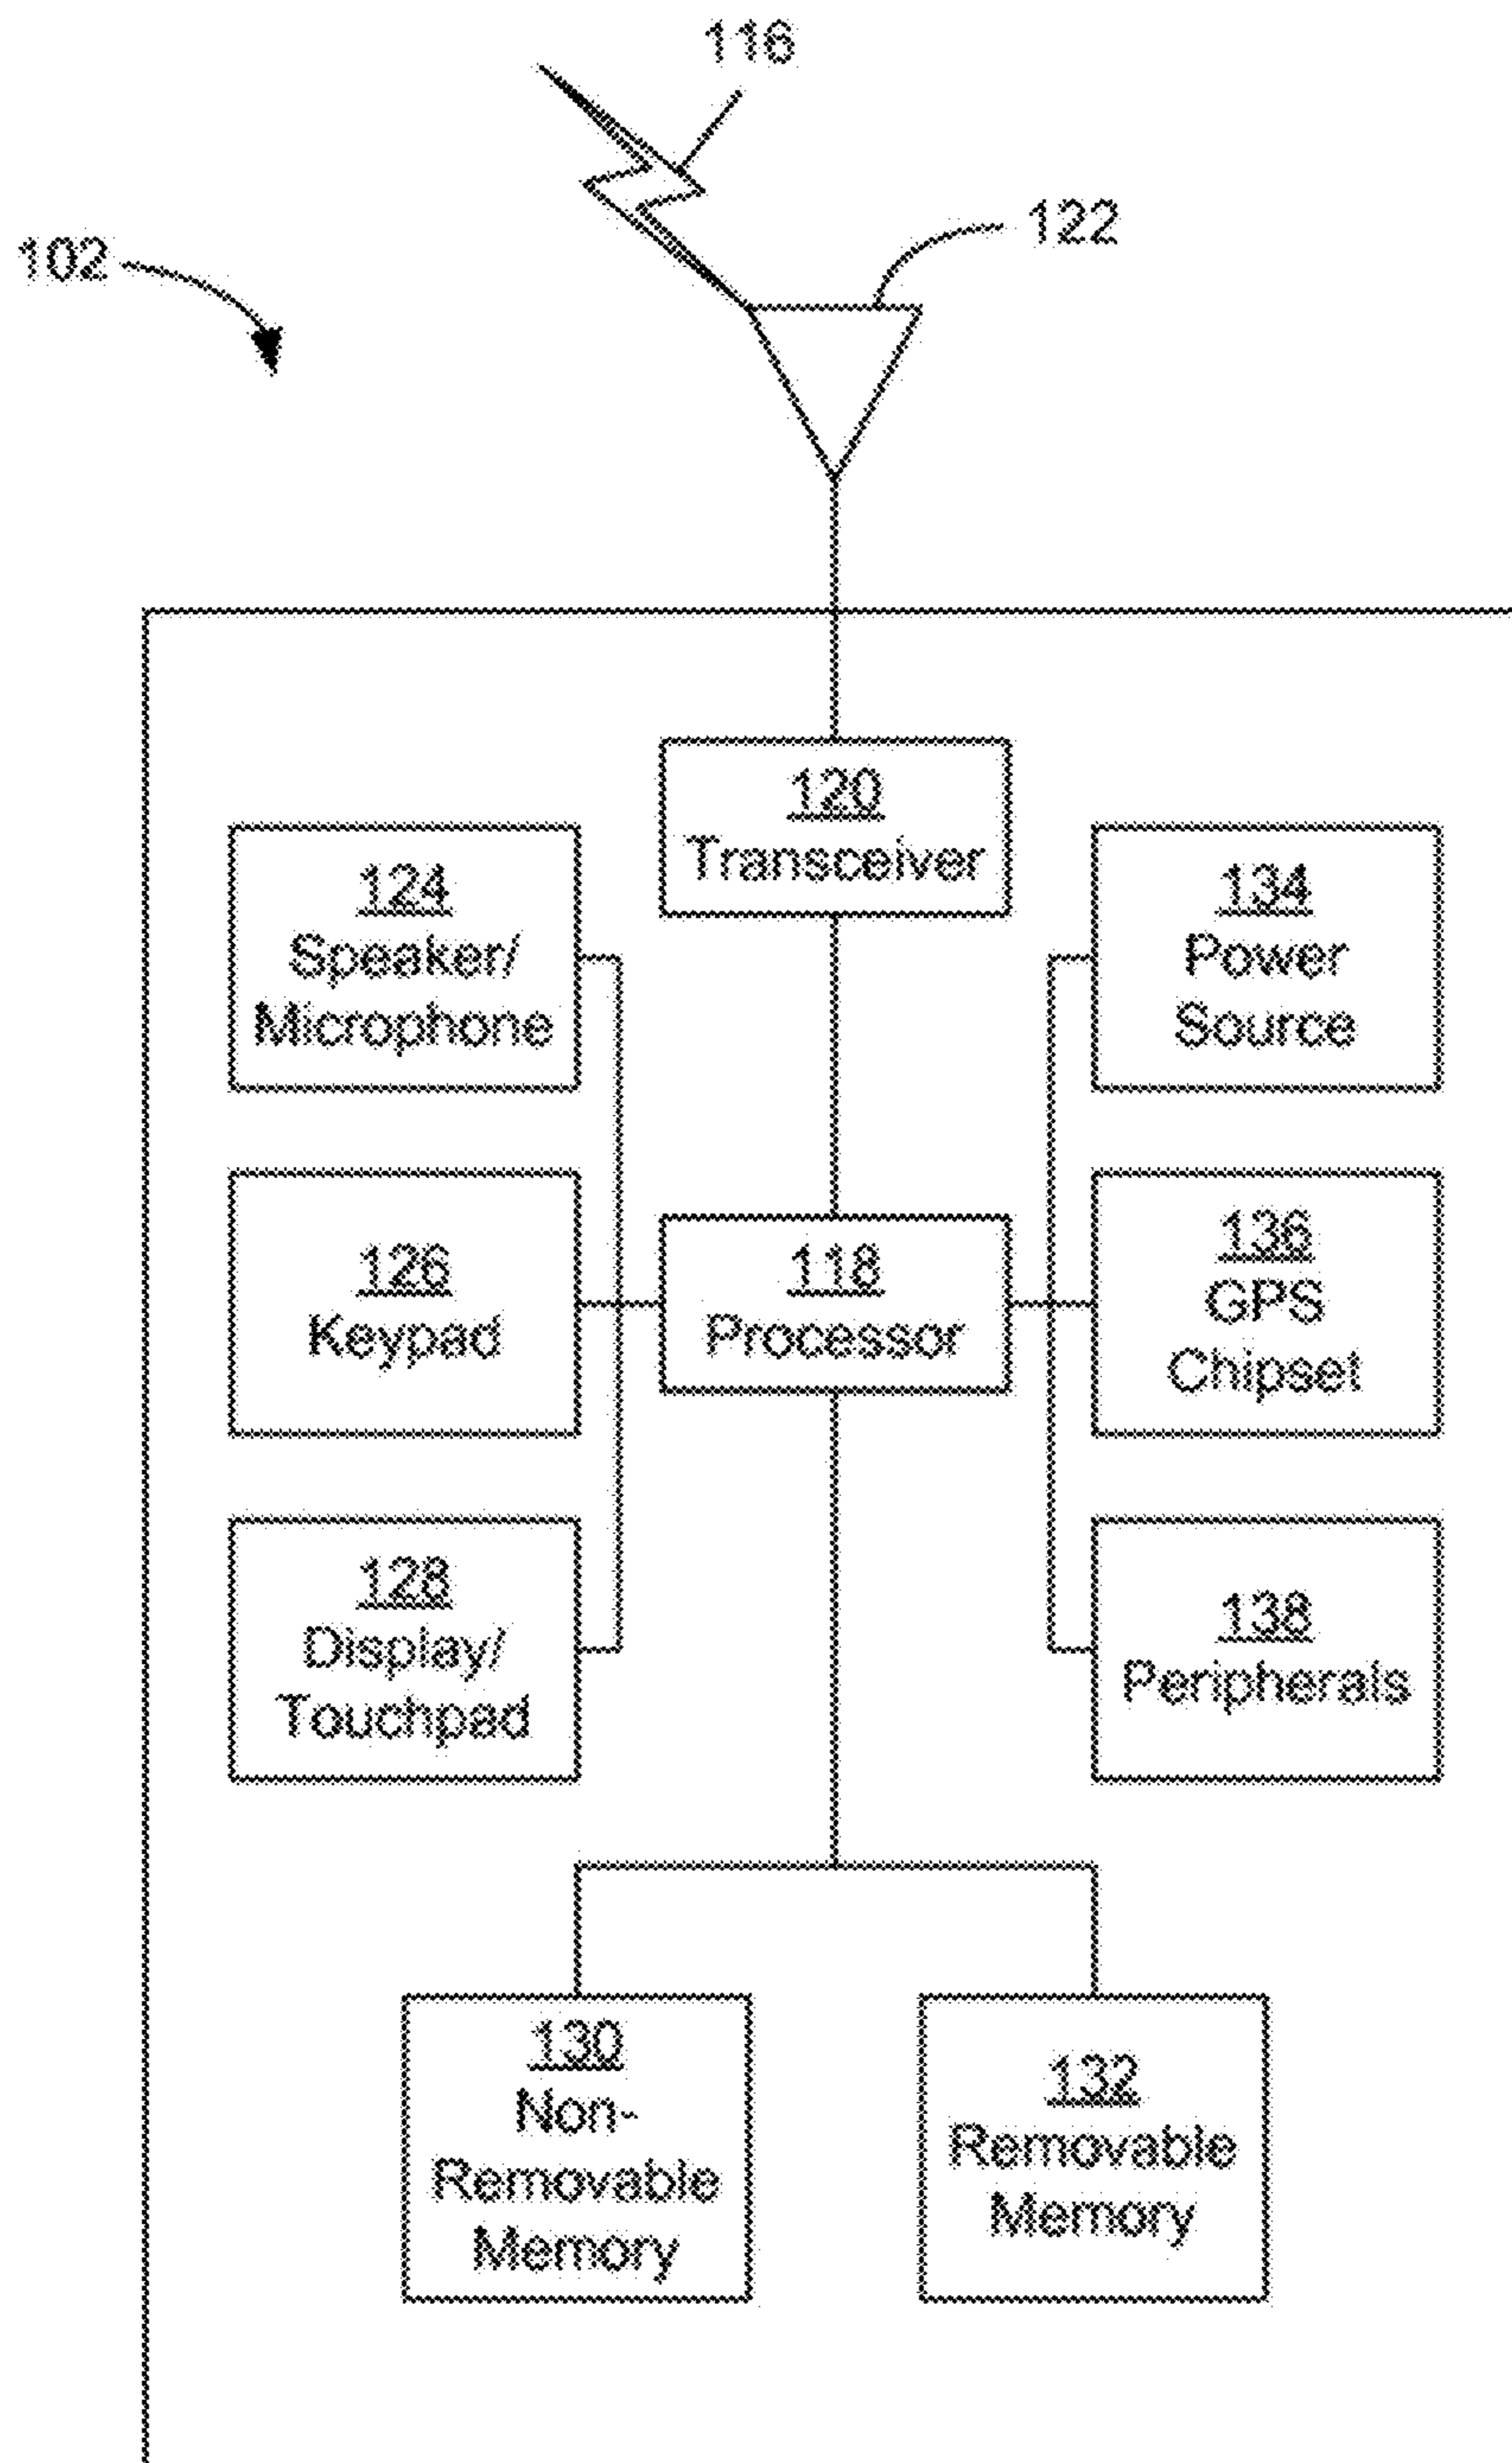 116
122
102
120
Transceiver
124
Speaker/
Microphone
134
Power
Source
126
Keypad
118
Processor
136
GPS
Chipset
128
Display/
Touchpad
138
Peripherals
130
Non-
Removable
Memory
132
Removable
Memory